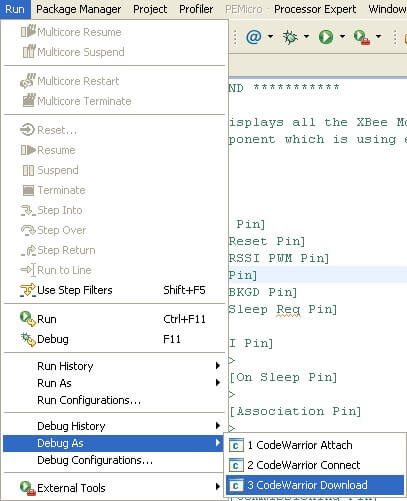 Run Package Manager Project Profiler PEMicro Processor Expert Window
Multicore Resume
Multicore Suspend
Multicore Restart
Multicore Terminate
Reset...
Resume
Suspend
Terminate
Step Into
Step Over
Step Return
Run to Line
Use Step Filters Shift+F5
Run Ctrl+F11
Debug F11
Run History
Run As
Run Configurations...
Debug History
Debug As
Debug Configurations...
External Tools
ND ***********
isplays all the XBee Mo
ponent which is using
Pin]
Reset Pin]
RSSI PWM Pin]
Pin]
BKGD Pin]
Sleep Req Pin]
I Pin]
>
[On Sleep Pin]
>
[Association Pin]
>
1 CodeWarrior Attach
2 CodeWarrior Connect
3 CodeWarrior Download